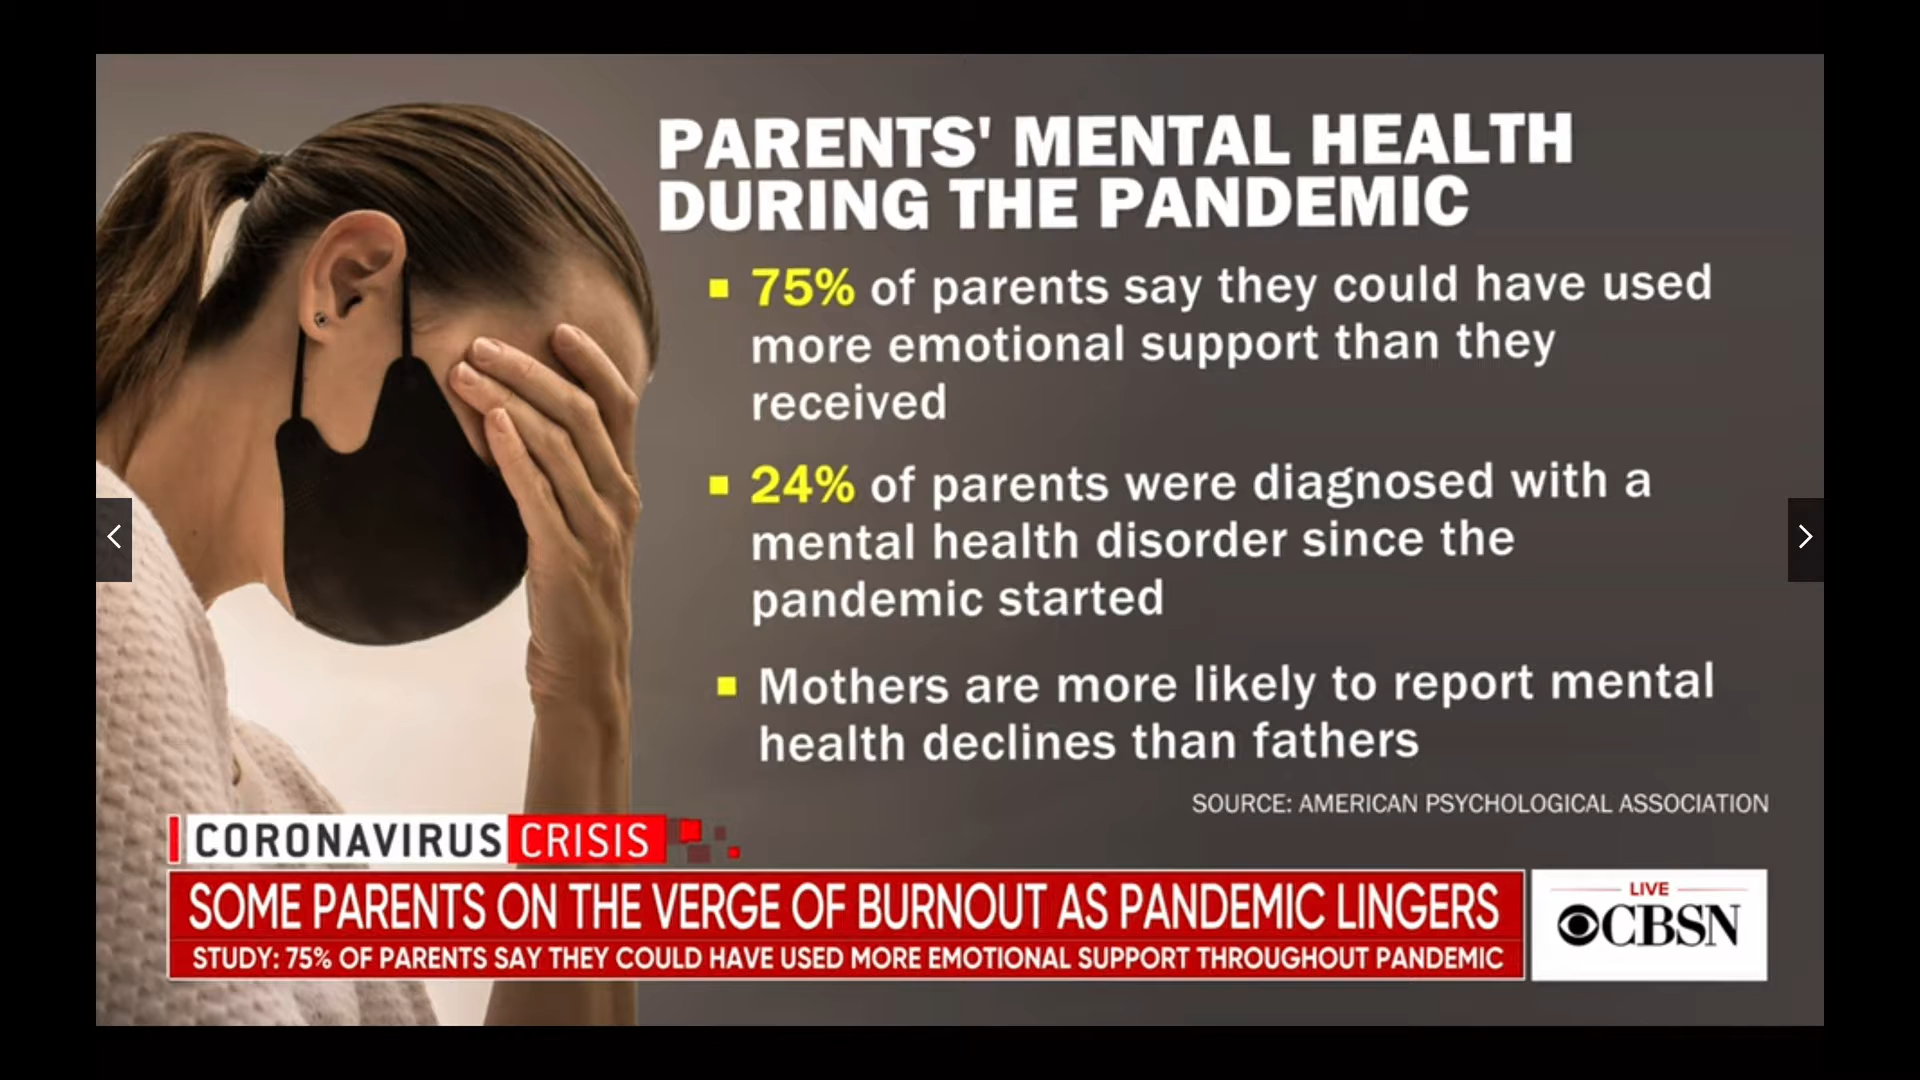 PARENTS' MENTAL HEALTH
DURING THE PANDEMIC
75% of parents say they could have used
more emotional support than they
received
24% of parents were diagnosed with a
mental health disorder since the
pandemic started
Mothers are more likely to report mental
health declines than fathers
SOURCE: AMERICAN PSYCHOLOGICAL ASSOCIATION
CORONAVIRUS CRISIS
SOME PARENTS ON THE VERGE OF BURNOUT AS PANDEMIC LINGERS
STUDY: 75% OF PARENTS SAY THEY COULD HAVE USED MORE EMOTIONAL SUPPORT THROUGHOUT PANDEMIC
LIVE
CBSN